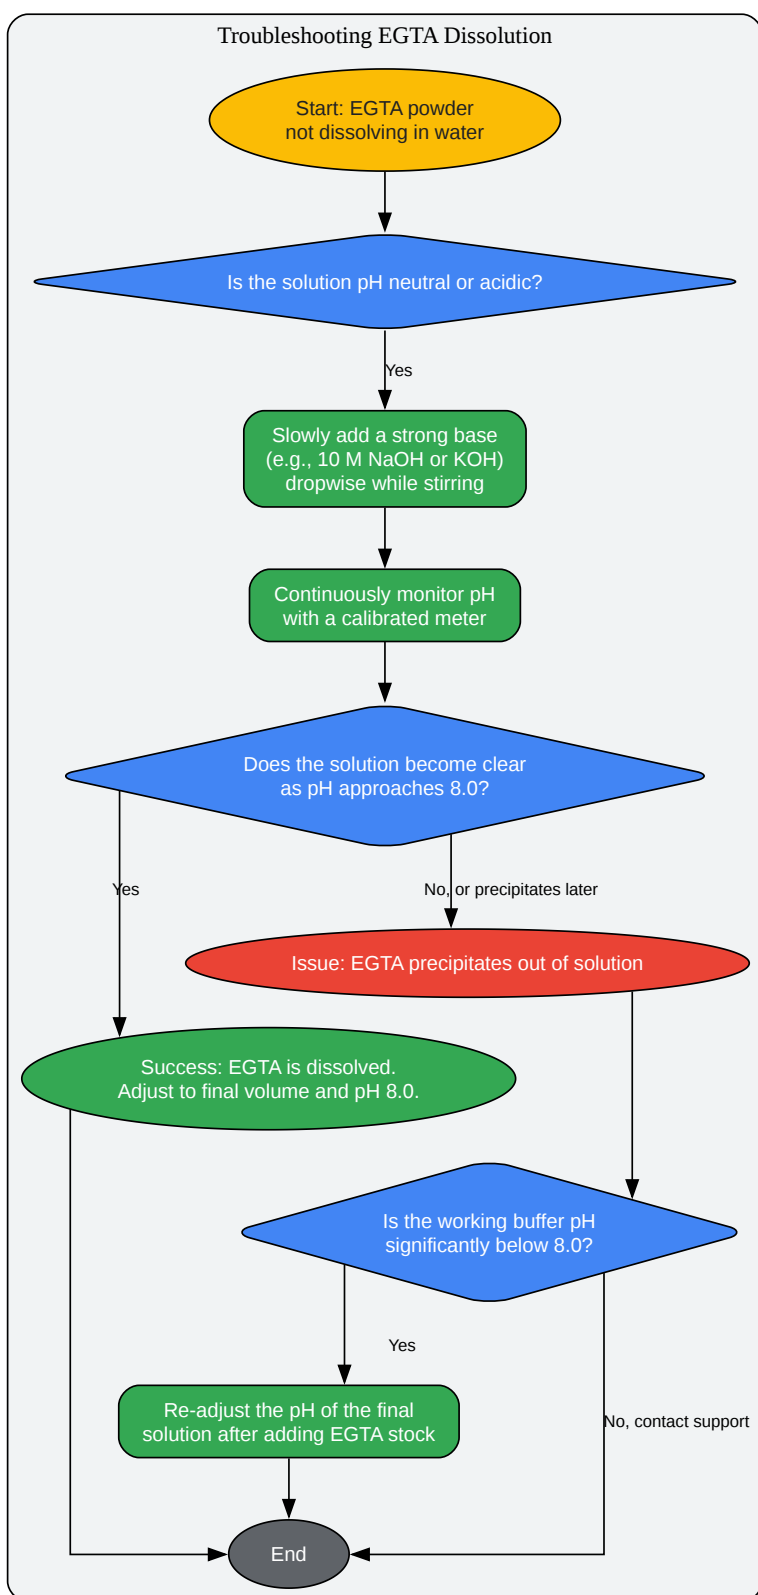 Troubleshooting EGTA Dissolution
Start: EGTA powder
not dissolving in water
Is the solution pH neutral or acidic?
Yes
Slowly add a strong base
(e.g., 10 M NaOH or KOH)
dropwise while stirring
Continuously monitor pH
with a calibrated meter
Does the solution become clear
as pH approaches 8.0?
Yes
No, or precipitates later
Issue: EGTA precipitates out of solution
Success: EGTA is dissolved.
Adjust to final volume and pH 8.0.
Is the working buffer pH
significantly below 8.0?
Yes
Re-adjust the pH of the final
solution after adding EGTA stock
No, contact support
End